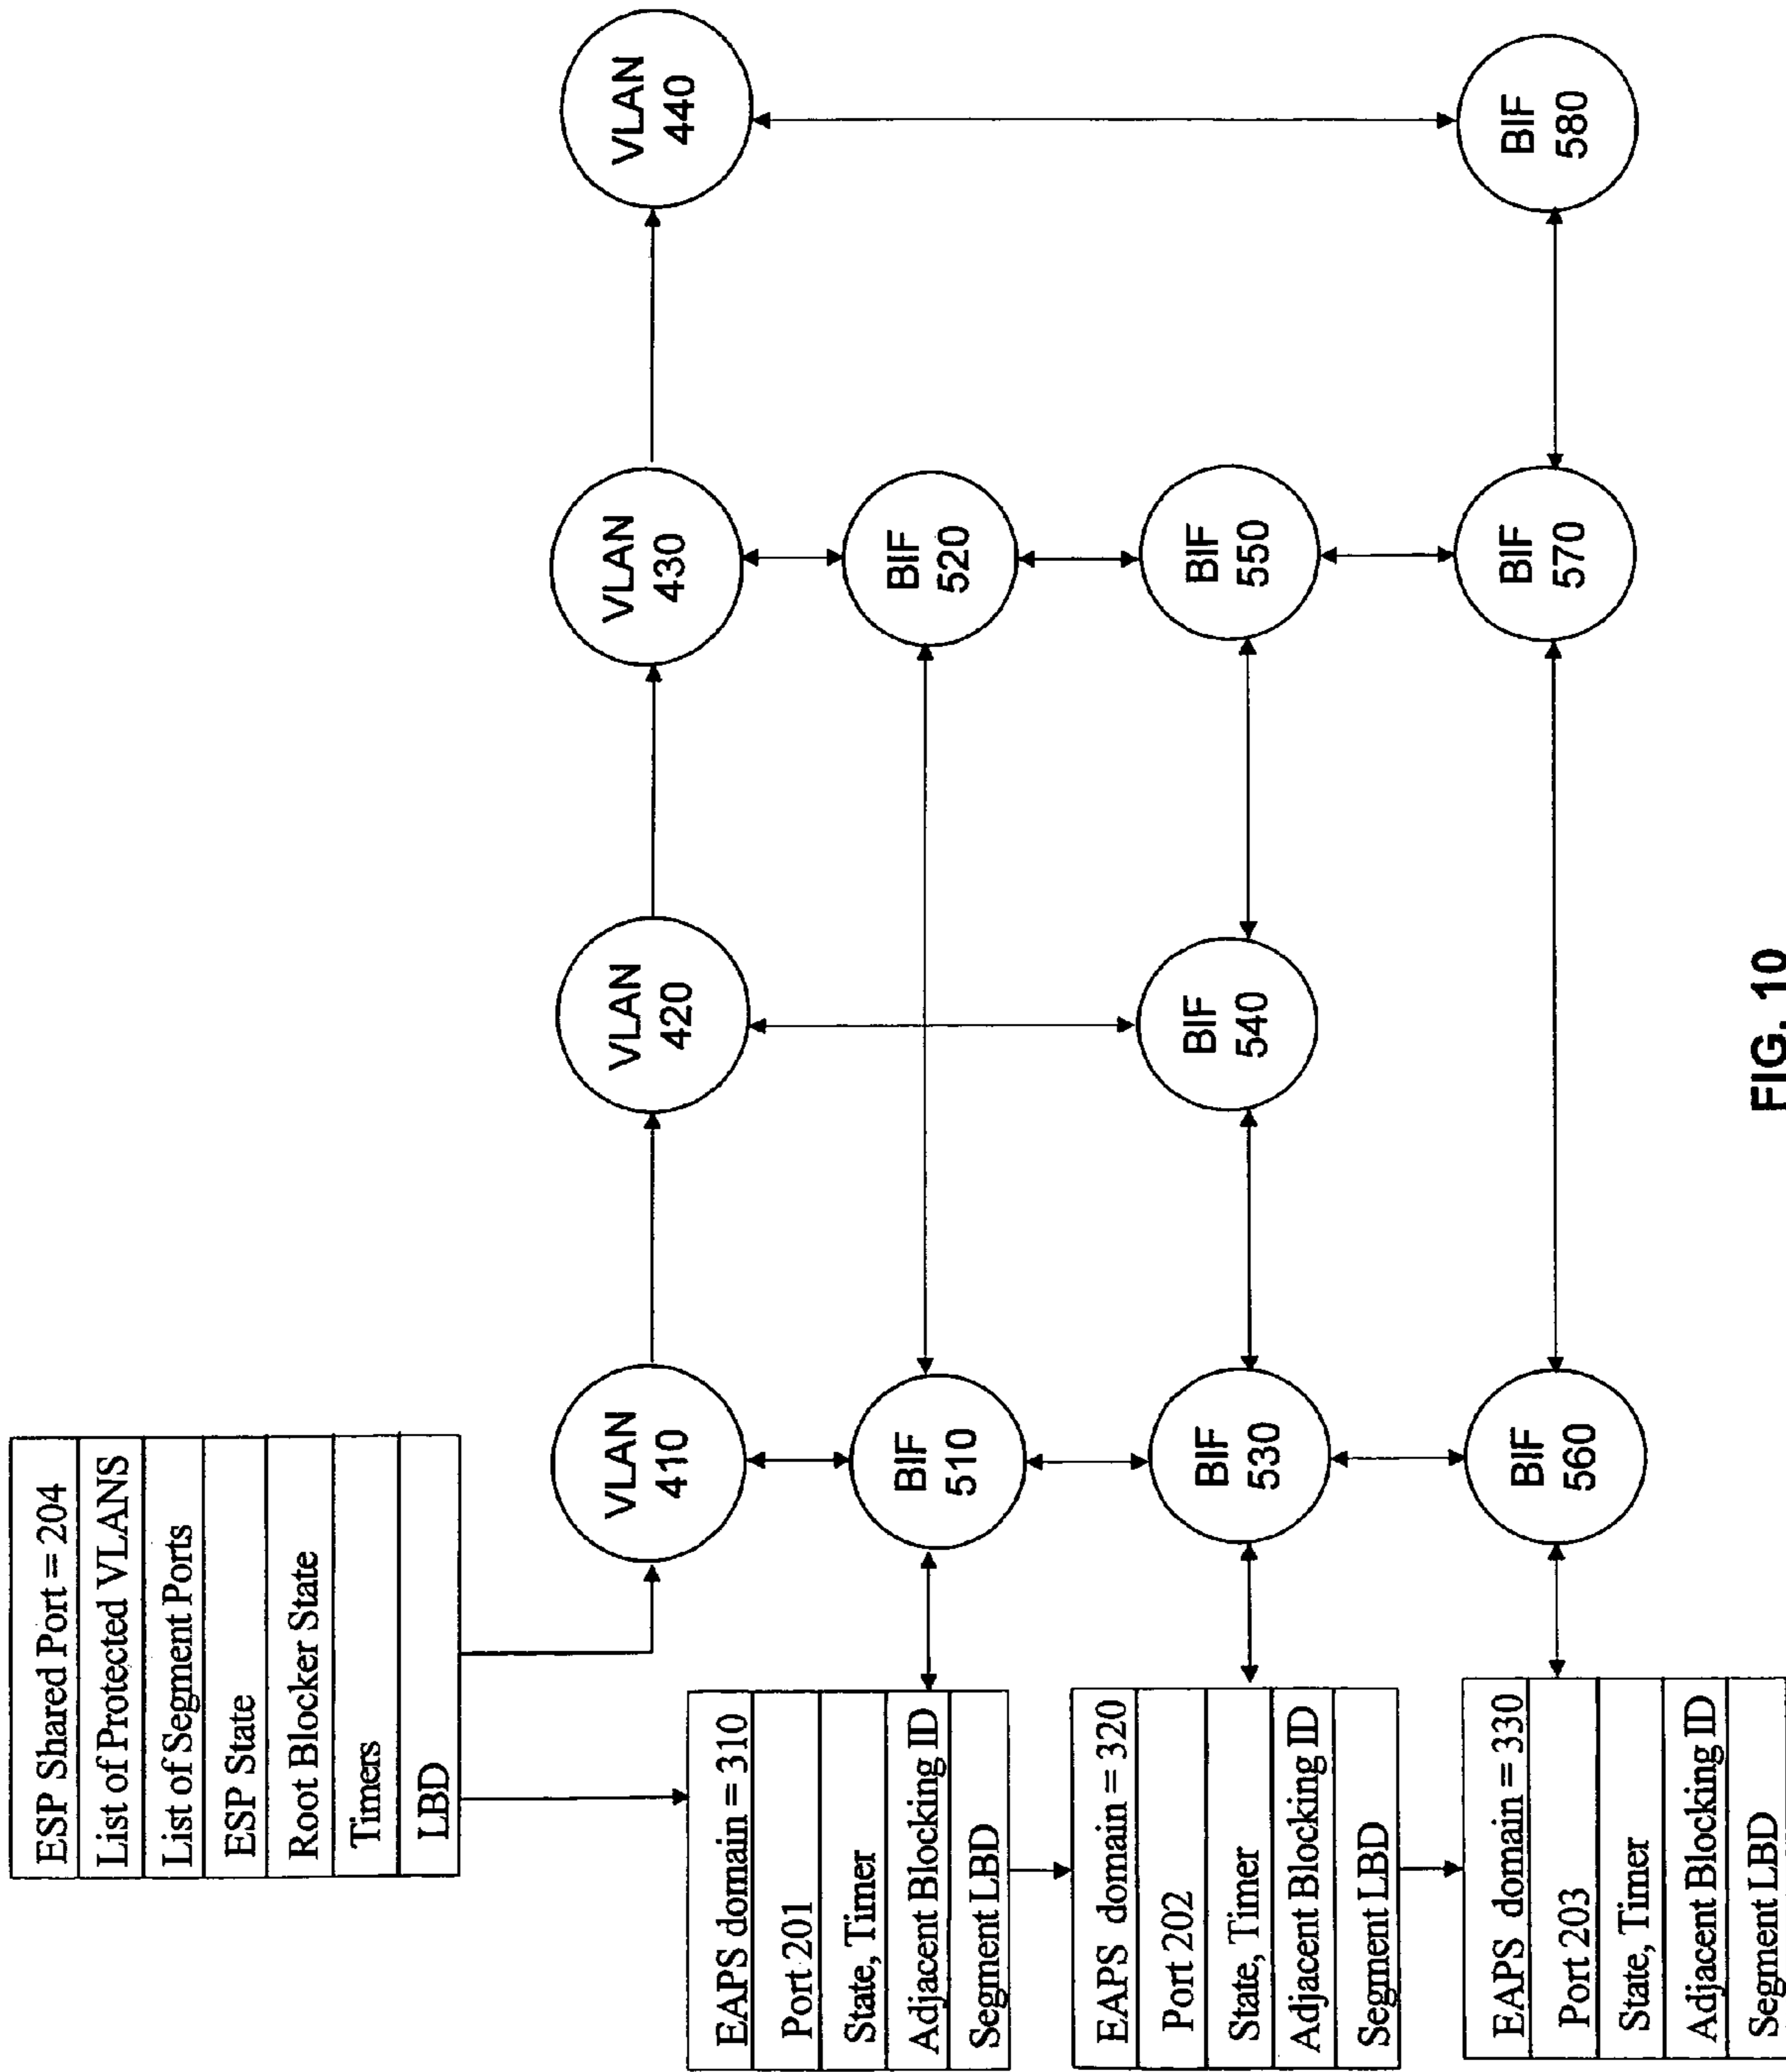 ESP Shared Port = 204
List of Protected VLANS
List of Segment Ports
ESP State
Root Blocker State
Timers
LBD
VLAN
410
VLAN
420
VLAN
430
VLAN
440
EAPS domain = 310
Port 201
State, Timer
Adjacent Blocking ID
Segment LBD
BIF
510
BIF
520
EAPS domain = 320
Port 202
State, Timer
Adjacent Blocking ID
Segment LBD
BIF
530
BIF
540
BIF
550
EAPS domain = 330
Port 203
State, Timer
Adjacent Blocking ID
Segment LBD
BIF
560
BIF
570
BIF
580
FIG. 10